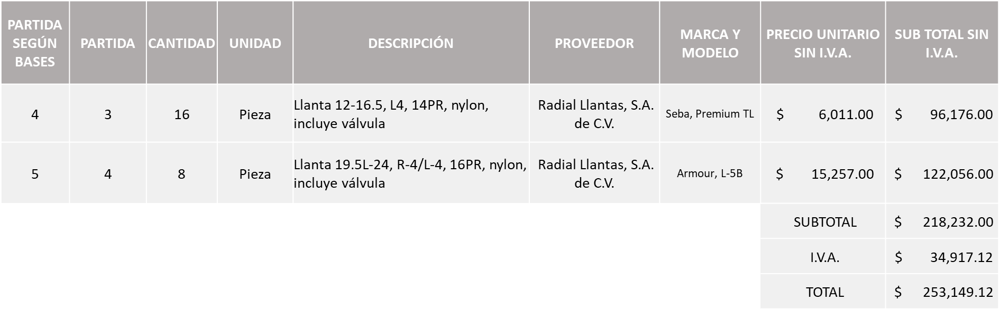 PARTIDA SEGÚN BASES PARTIDA CANTIDAD UNIDAD DESCRIPCIÓN PROVEEDOR MARCA Y MODELO PRECIO UNITARIO SIN I.V.A. SUB TOTAL SIN I.V.A.
4 3 16 Pieza Llanta 12-16.5, L4, 14PR, nylon, incluye válvula Radial Llantas, S.A. de C.V. Seba, Premium TL $ 6,011.00 $ 96,176.00
5 4 8 Pieza Llanta 19.5L-24, R-4/L-4, 16PR, nylon, incluye válvula Radial Llantas, S.A. de C.V. Armour, L-5B $ 15,257.00 $ 122,056.00
SUBTOTAL $ 218,232.00
I.V.A. $ 34,917.12
TOTAL $ 253,149.12